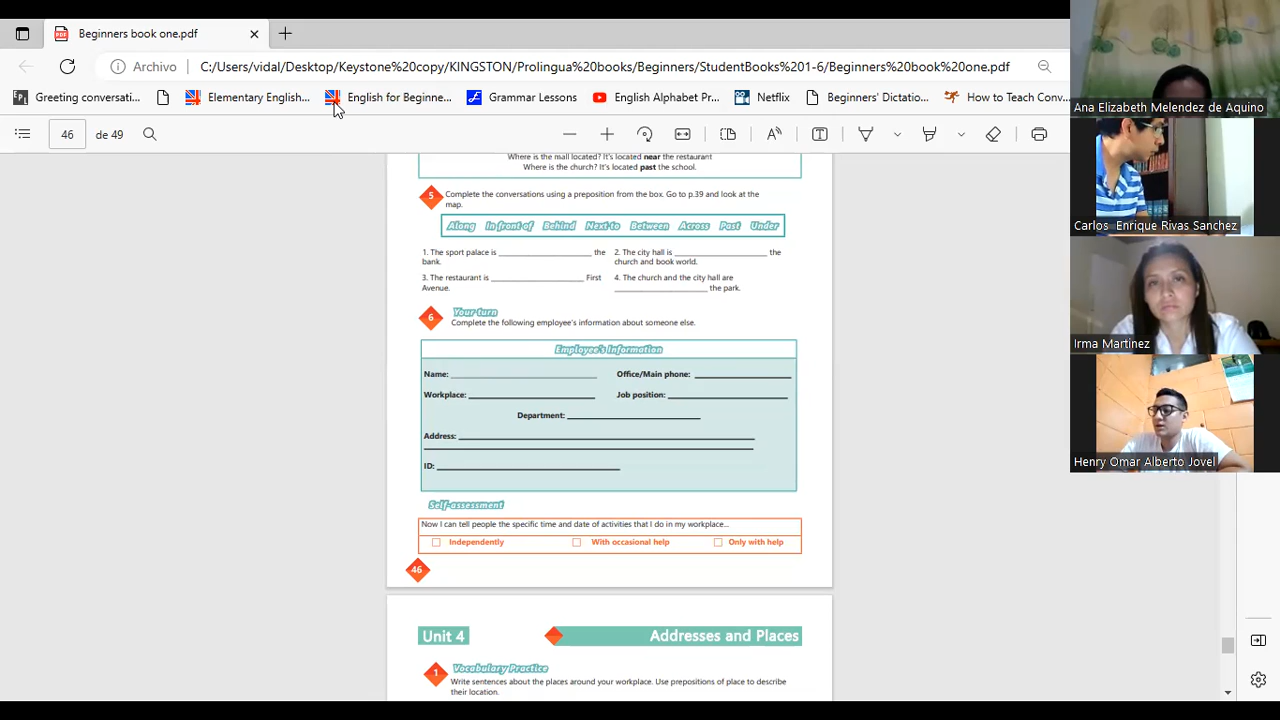 Beginners book one.pdf
Archivo C:/Users/vidal/Desktop/Keystone%20copy/KINGSTON/Prolingua%20books/Beginners/StudentBooks%201-6/Beginners%20book%20one.pdf
Greeting conversati... Elementary English... English for Beginne... Grammar Lessons English Alphabet Pr... Netflix Beginners' Dictatio... How to Teach Conv...
46 de 49
Where is the mall located? It's located near the restaurant
Where is the church? It's located past the school.
5 Complete the conversations using a preposition from the box. Go to p.39 and look at the
map.
Along In front of Behind Next to Between Across Past Under
1. The sport palace is ____________________ the
bank.
2. The city hall is ____________________ the
church and book world.
3. The restaurant is ____________________ First
Avenue.
4. The church and the city hall are
____________________ the park.
6 Your turn
Complete the following employee's information about someone else.
Employee's Information
Name: ____________________ Office/Main phone: ____________________
Workplace: ____________________ Job position: ____________________
Department: ____________________
Address: ____________________
ID: ____________________
Self-assessment
Now I can tell people the specific time and date of activities that I do in my workplace...
Independently With occasional help Only with help
46
Unit 4 Addresses and Places
1 Vocabulary Practice
Write sentences about the places around your workplace. Use prepositions of place to describe
their location.
Ana Elizabeth Melendez de Aquino
Carlos Enrique Rivas Sanchez
Irma Martinez
Henry Omar Alberto Jovel